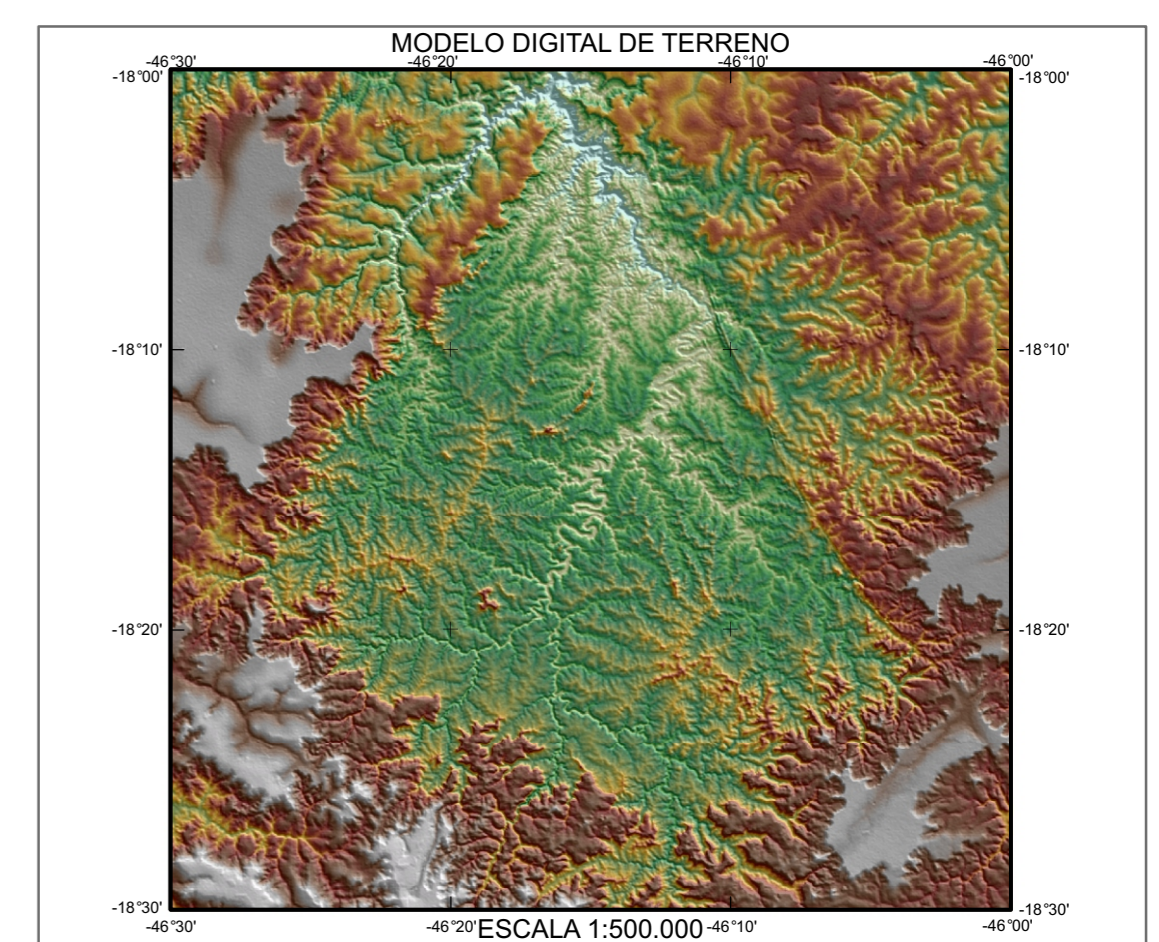 MODELO DIGITAL DE TERRENO
-46°30' -46°20' -46°10' -46°00'
-18°00' -18°00'
-18°10' -18°10'
-18°20' -18°20'
-18°30' -18°30'
-46°30' -46°20' ESCALA 1:500.000 -46°10' -46°00'